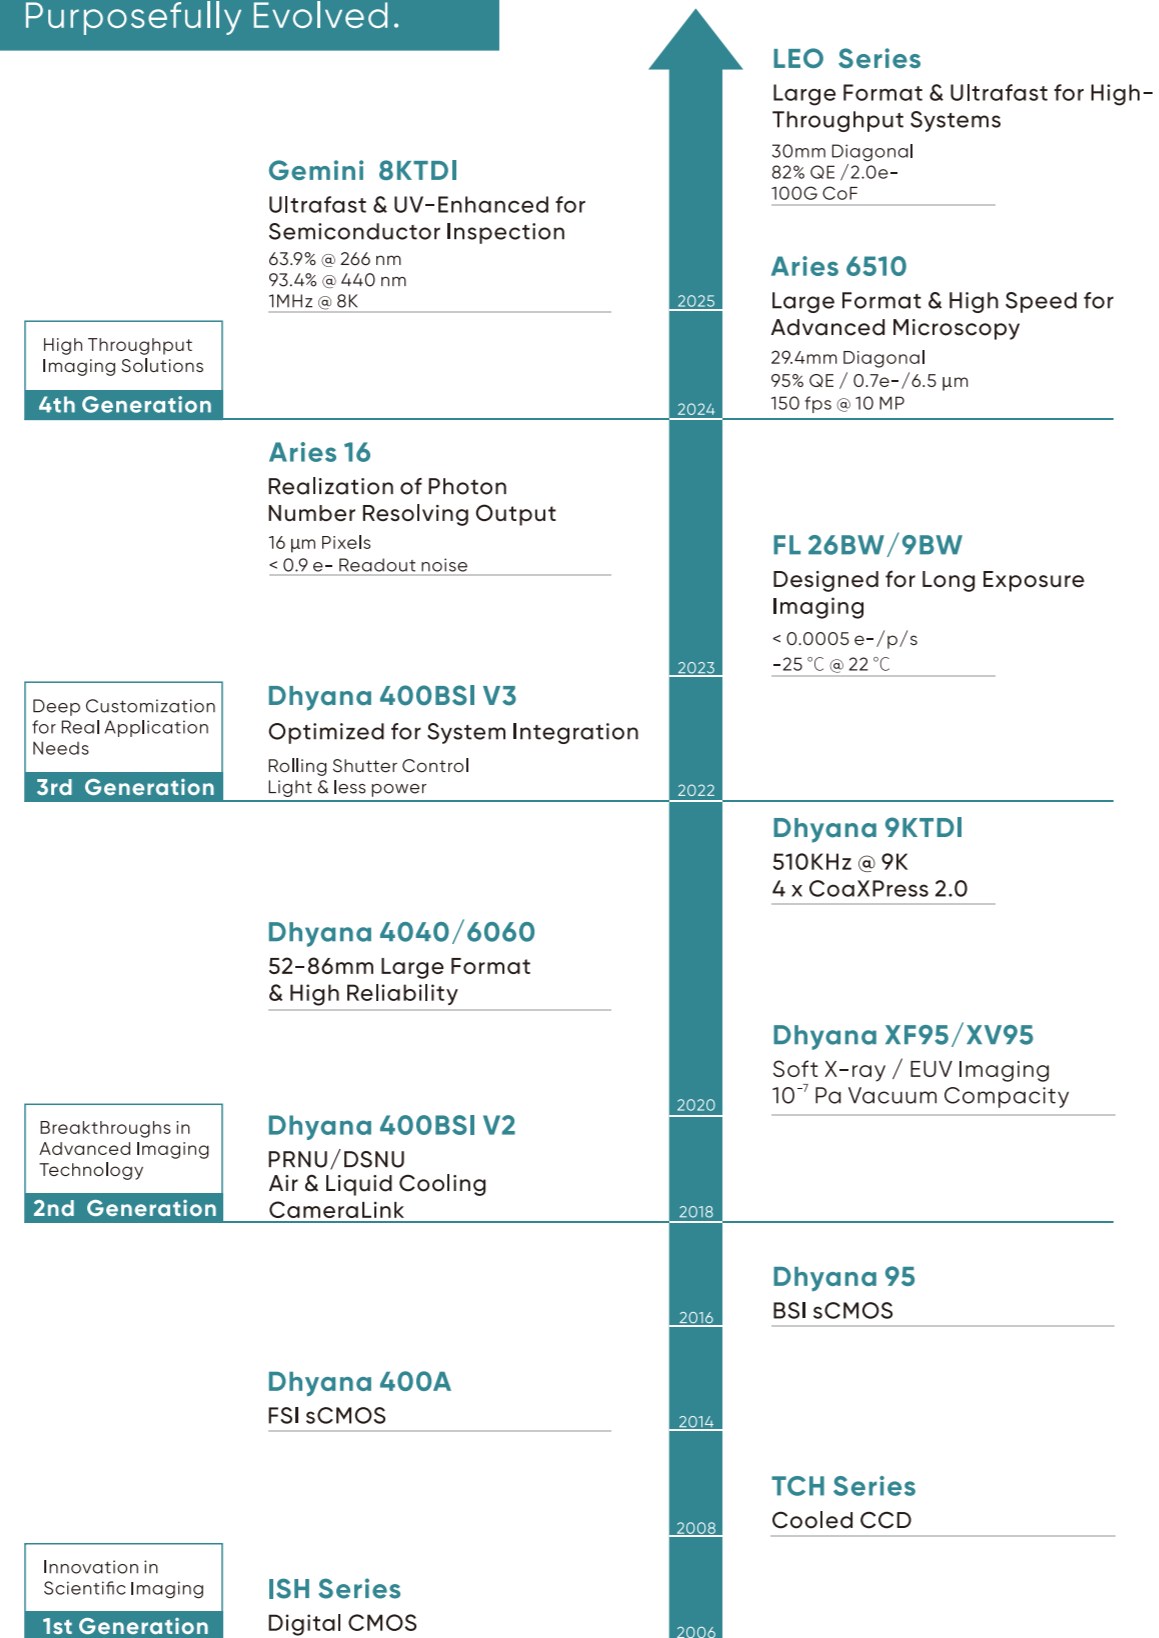 Purposefully Evolved.
LEO Series
Large Format & Ultrafast for High-
Throughput Systems
30mm Diagonal
82% QE /2.0e-
100G CoF
Gemini 8KTDI
Ultrafast & UV-Enhanced for
Semiconductor Inspection
63.9% @ 266 nm
93.4% @ 440 nm
1MHz @ 8K
2025
Aries 6510
Large Format & High Speed for
Advanced Microscopy
29.4mm Diagonal
95% QE / 0.7e-/6.5 μm
150 fps @ 10 MP
High Throughput
Imaging Solutions
4th Generation
2024
Aries 16
Realization of Photon
Number Resolving Output
16 μm Pixels
< 0.9 e- Readout noise
FL 26BW/9BW
Designed for Long Exposure
Imaging
< 0.0005 e-/p/s
-25 °C @ 22 °C
2023
Deep Customization
for Real Application
Needs
3rd Generation
Dhyana 400BSI V3
Optimized for System Integration
Rolling Shutter Control
Light & less power
2022
Dhyana 9KTDI
510KHz @ 9K
4 x CoaXPress 2.0
Dhyana 4040/6060
52-86mm Large Format
& High Reliability
Dhyana XF95/XV95
Soft X-ray / EUV Imaging
10⁻⁷ Pa Vacuum Compacity
2020
Breakthroughs in
Advanced Imaging
Technology
2nd Generation
Dhyana 400BSI V2
PRNU/DSNU
Air & Liquid Cooling
CameraLink
2018
Dhyana 95
BSI sCMOS
2016
Dhyana 400A
FSI sCMOS
2014
TCH Series
Cooled CCD
2008
Innovation in
Scientific Imaging
1st Generation
ISH Series
Digital CMOS
2006